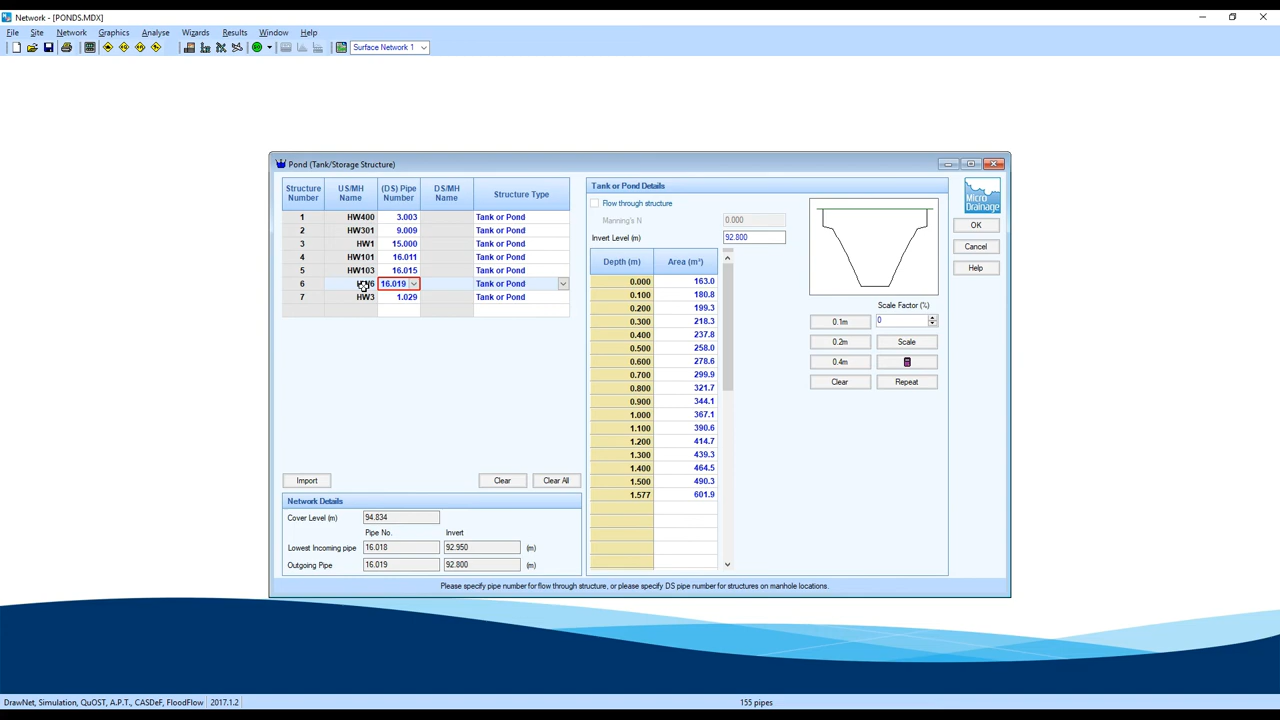 Network - [PONDS.MDX]
File Site Network Graphics Analyse Wizards Results Window Help
Surface Network 1
Pond (Tank/Storage Structure)
Structure Number US/MH Name (DS) Pipe Number DS/MH Name Structure Type
1 HW400 3.003 Tank or Pond
2 HW301 9.009 Tank or Pond
3 HW1 15.000 Tank or Pond
4 HW101 16.011 Tank or Pond
5 HW103 16.015 Tank or Pond
6 16.019 Tank or Pond
7 HW3 1.029 Tank or Pond
Import Clear Clear All
Network Details
Cover Level (m) 94.834
Pipe No. Invert
Lowest Incoming pipe 16.018 92.950 (m)
Outgoing Pipe 16.019 92.800 (m)
Tank or Pond Details
Flow through structure
Manning's N 0.000
Invert Level (m) 92.800
Depth (m) Area (m²)
0.000 163.0
0.100 180.8
0.200 199.3
0.300 218.3
0.400 237.8
0.500 258.0
0.600 278.6
0.700 299.9
0.800 321.7
0.900 344.1
1.000 367.1
1.100 390.6
1.200 414.7
1.300 439.3
1.400 464.5
1.500 490.3
1.577 601.9
Scale Factor (%)
0.1m 0
0.2m Scale
0.4m
Clear Repeat
Micro Drainage
OK
Cancel
Help
Please specify pipe number for flow through structure, or please specify DS pipe number for structures on manhole locations.
DrawNet, Simulation, QuOST, A.P.T., CASDeF, FloodFlow 2017.1.2 155 pipes